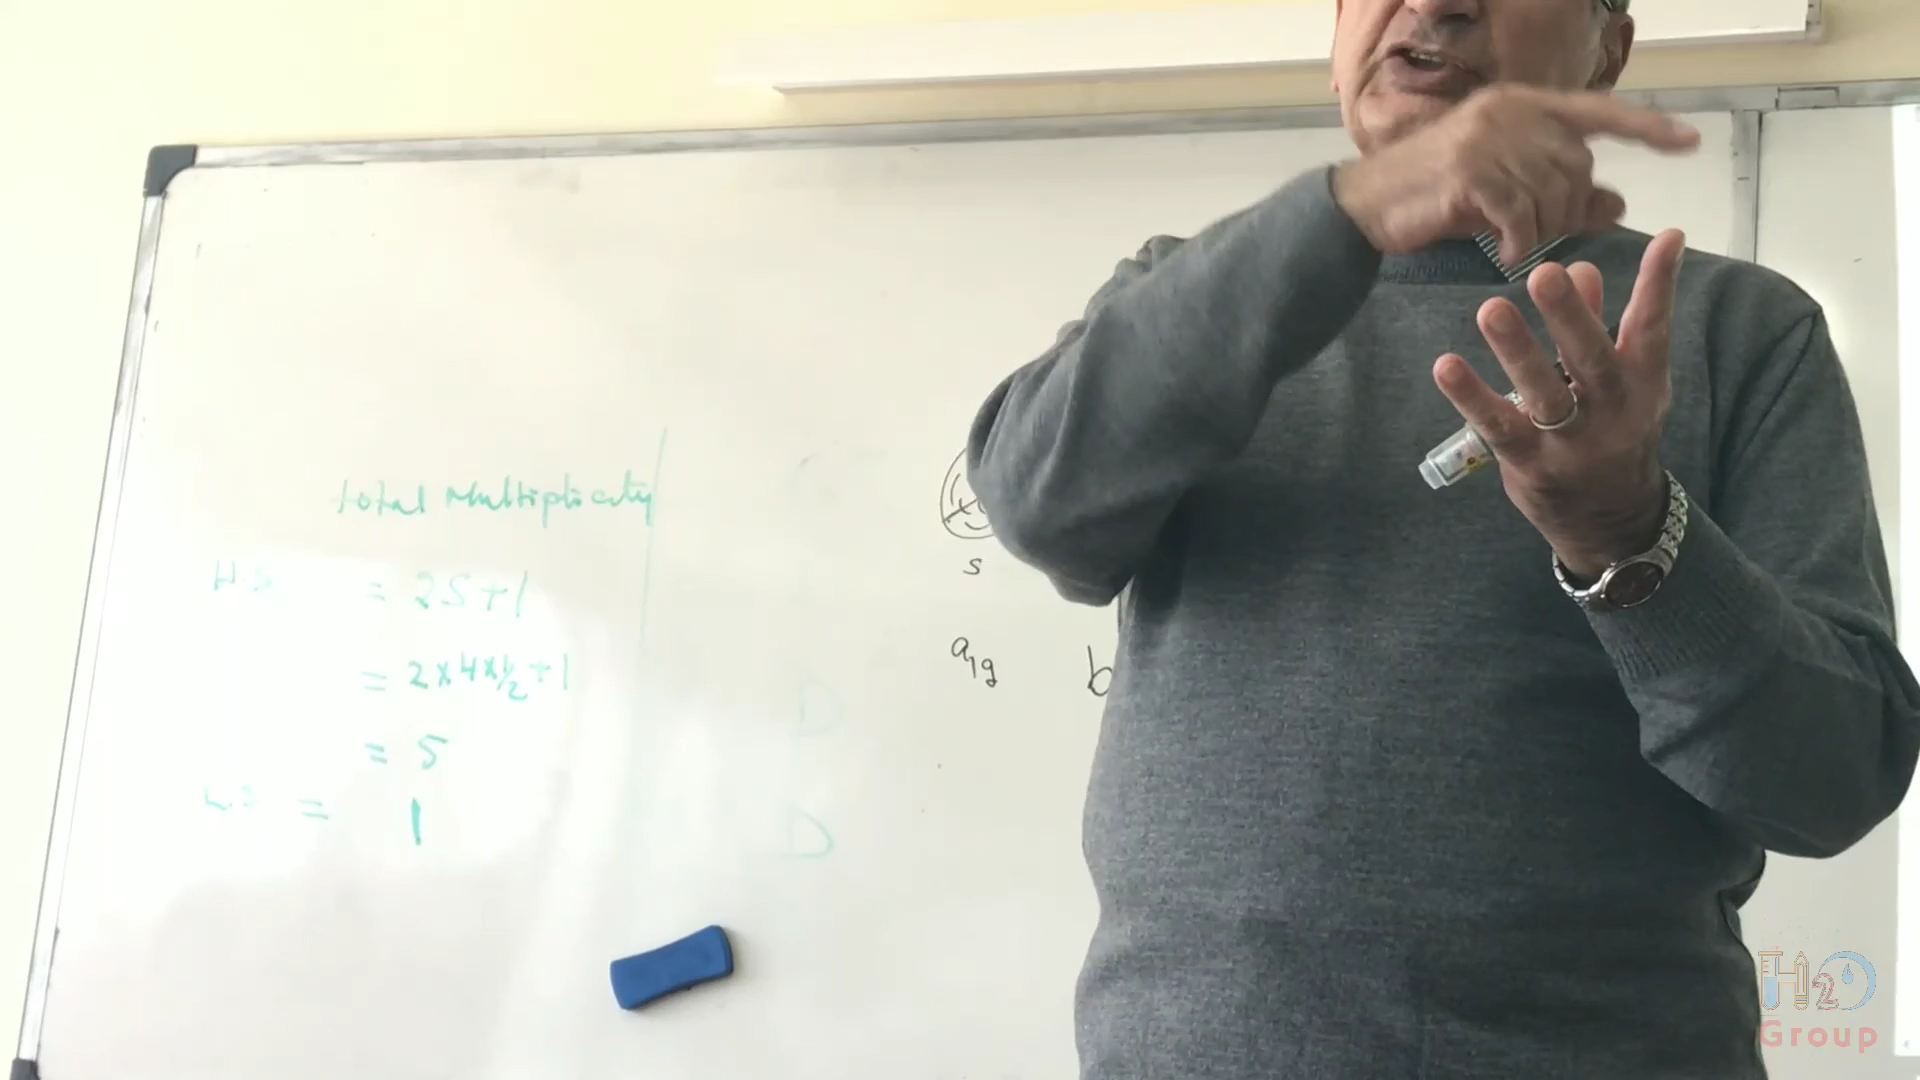 total Multiplicity
H.S = 2S+1
= 2x4x1/2+1
= 5
L.S = 1
s
a1g b
D
D
H2O
Group